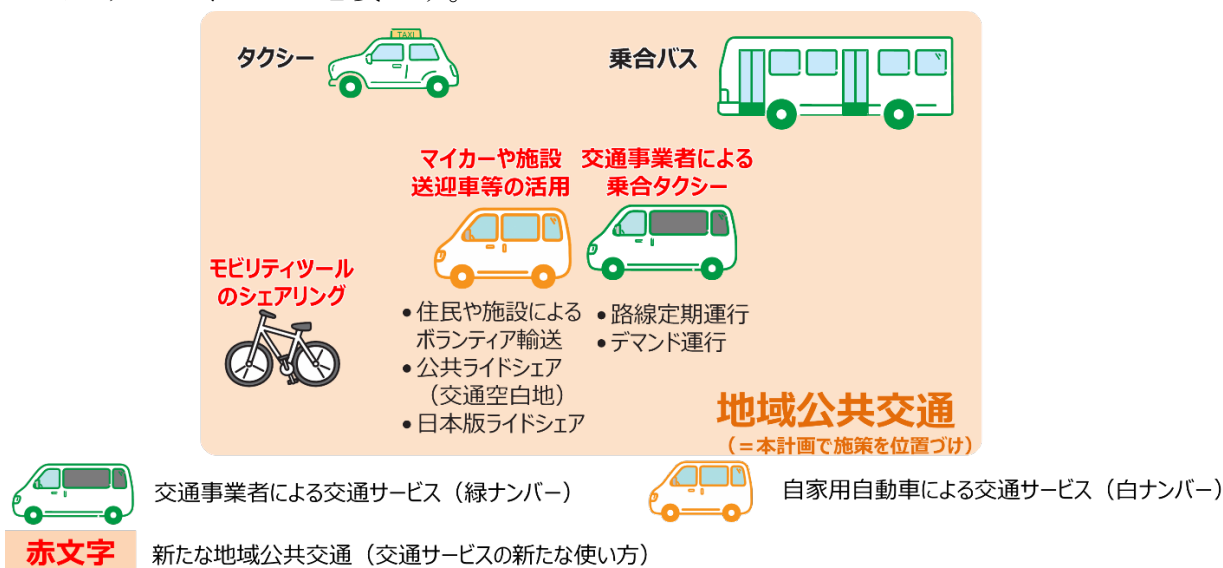 タクシー
TAXI
乗合バス
マイカーや施設
送迎車等の活用
交通事業者による
乗合タクシー
モビリティツール
のシェアリング
•住民や施設による
ボランティア輸送
•公共ライドシェア
（交通空白地）
•日本版ライドシェア
•路線定期運行
•デマンド運行
地域公共交通
（＝本計画で施策を位置づけ）
交通事業者による交通サービス（緑ナンバー）
自家用自動車による交通サービス（白ナンバー）
赤文字
新たな地域公共交通（交通サービスの新たな使い方）